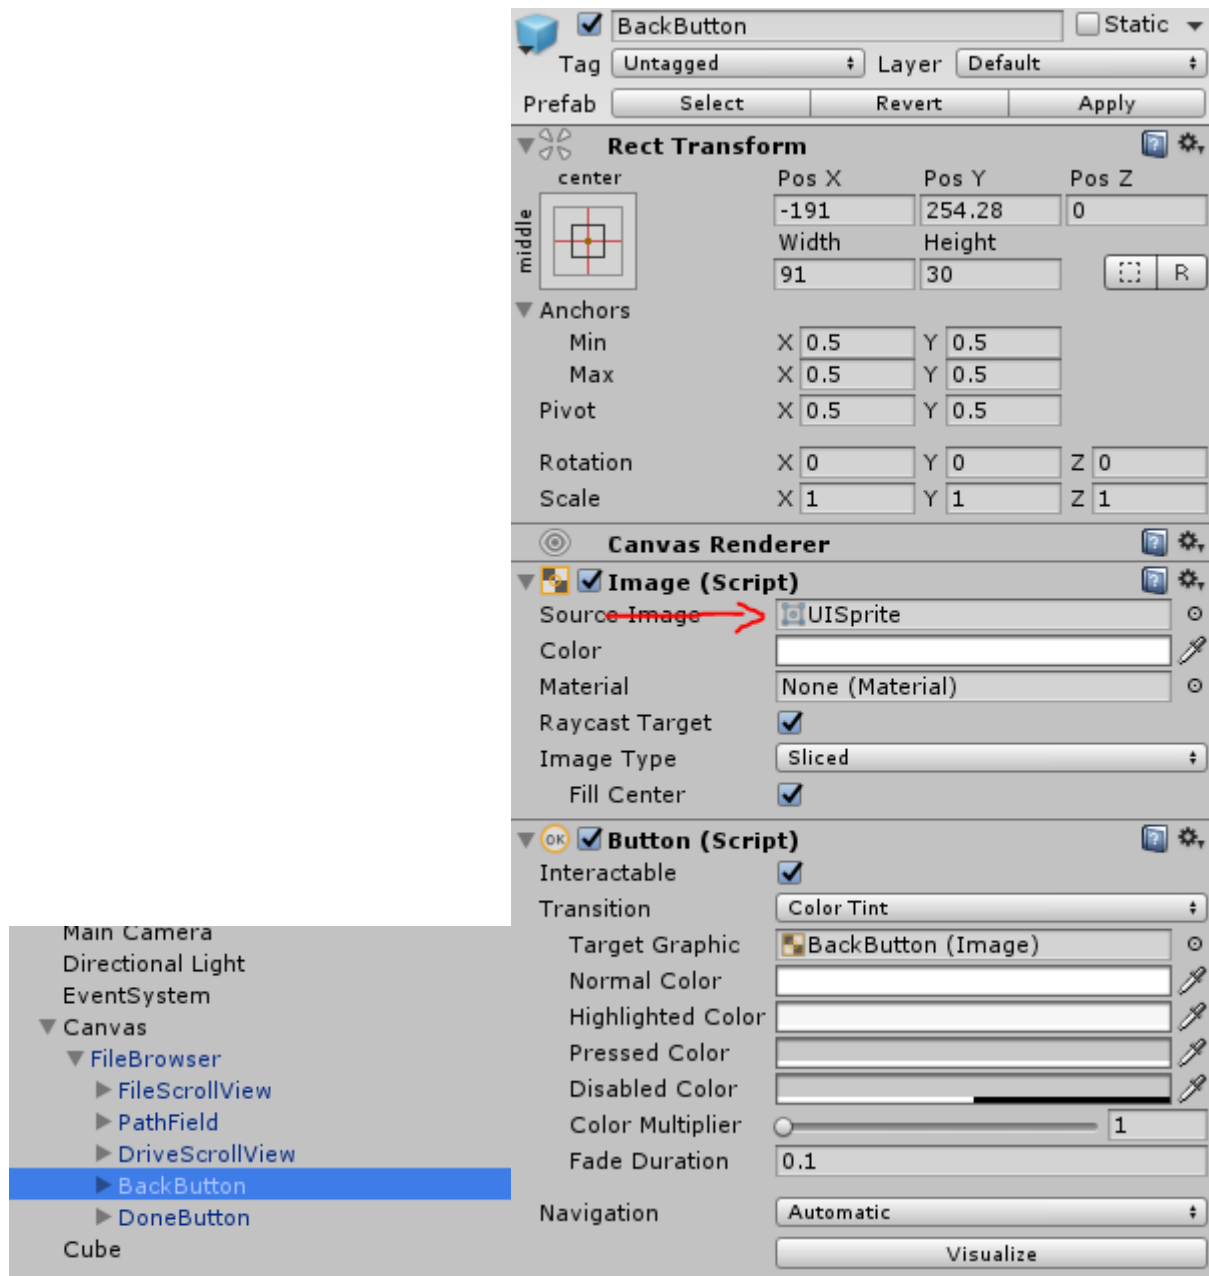 BackButton Static
Tag Untagged Layer Default
Prefab Select Revert Apply
Rect Transform
center Pos X Pos Y Pos Z
middle -191 254.28 0
Width Height
91 30 R
Anchors
Min X 0.5 Y 0.5
Max X 0.5 Y 0.5
Pivot X 0.5 Y 0.5
Rotation X 0 Y 0 Z 0
Scale X 1 Y 1 Z 1
Canvas Renderer
Image (Script)
Source Image UISprite
Color
Material None (Material)
Raycast Target
Image Type Sliced
Fill Center
OK Button (Script)
Interactable
Transition Color Tint
Target Graphic BackButton (Image)
Normal Color
Highlighted Color
Pressed Color
Disabled Color
Color Multiplier 1
Fade Duration 0.1
Navigation Automatic
Visualize
Main Camera
Directional Light
EventSystem
Canvas
FileBrowser
FileScrollView
PathField
DriveScrollView
BackButton
DoneButton
Cube